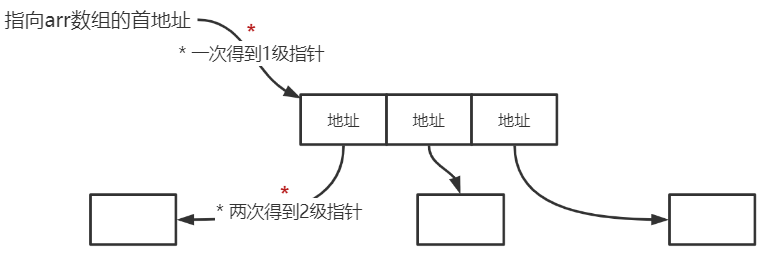 指向arr数组的首地址
*
* 一次得到1级指针
地址 地址 地址
*
* 两次得到2级指针